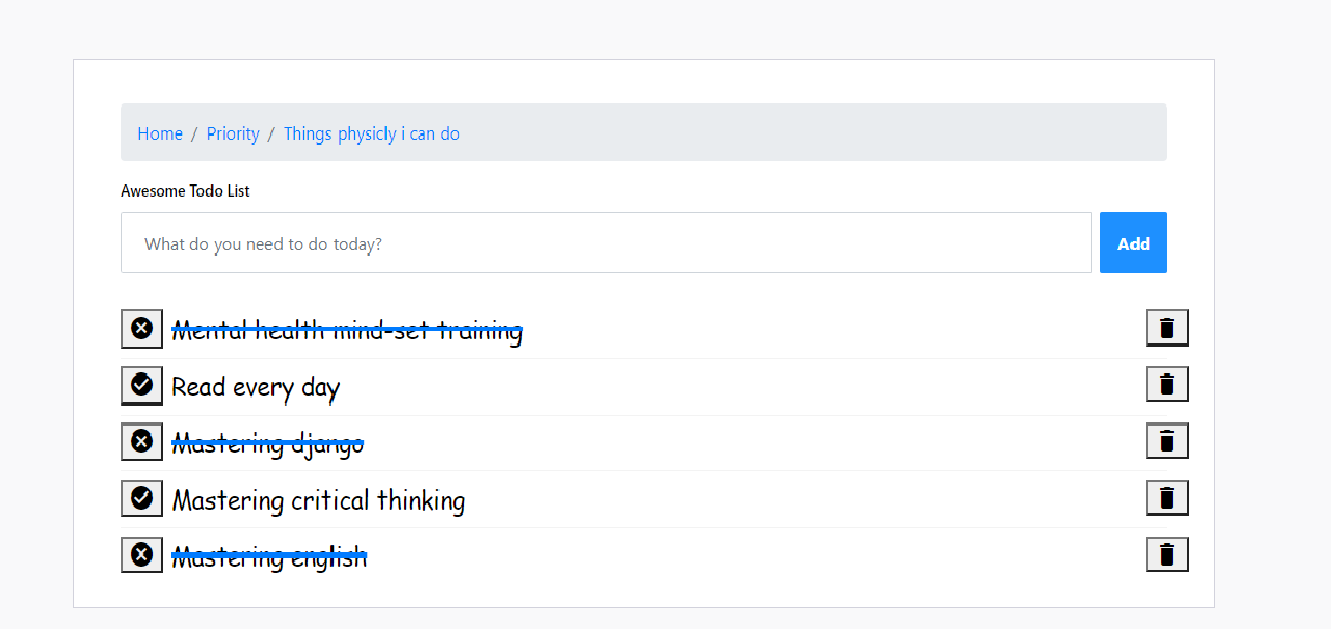 Home / Priority / Things physicly i can do
Awesome Todo List
What do you need to do today? Add
Mental health mind-set training
Read every day
Mastering django
Mastering critical thinking
Mastering english